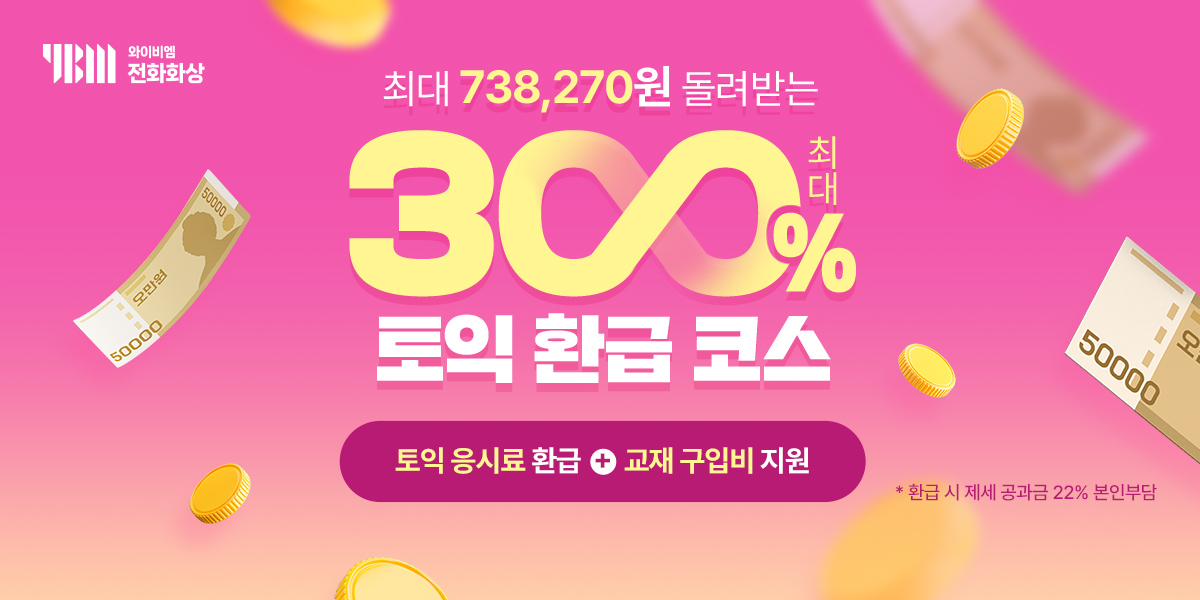 YBM 와이비엠
전화화상
최대 738,270원 돌려받는
300%
최대
토익 환급 코스
토익 응시료 환급 + 교재 구입비 지원
* 환급 시 제세 공과금 22% 본인부담
50000
오만원
50000
50000
오